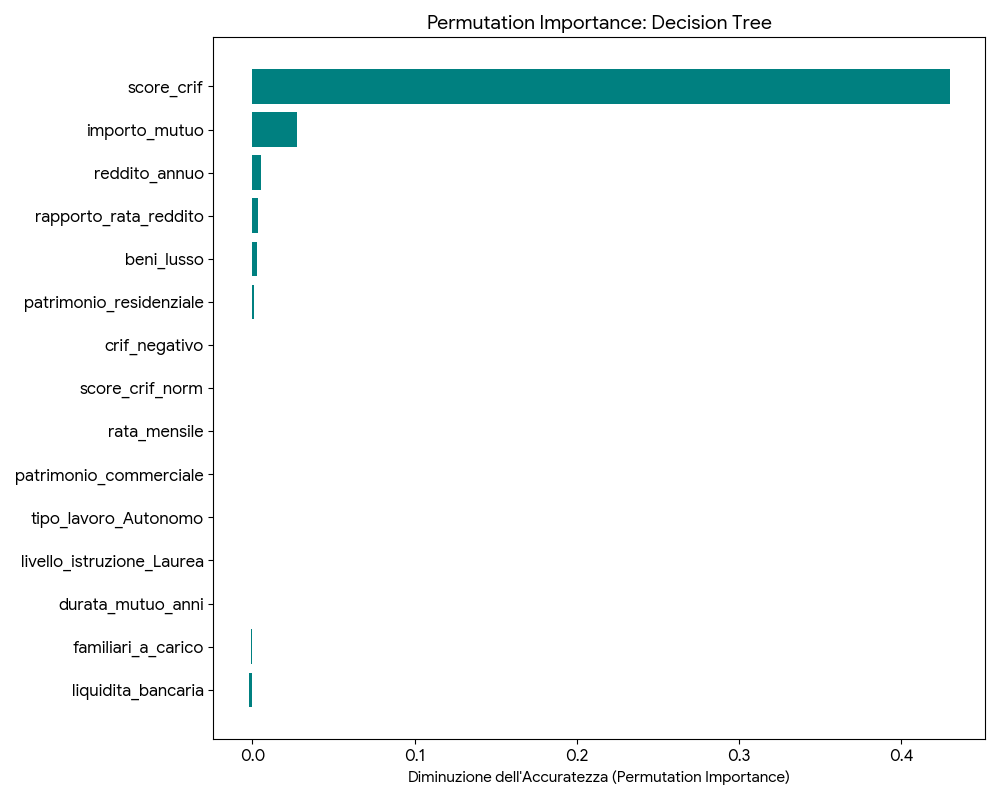 Permutation Importance: Decision Tree
score_crif
importo_mutuo
reddito_annuo
rapporto_rata_reddito
beni_lusso
patrimonio_residenziale
crif_negativo
score_crif_norm
rata_mensile
patrimonio_commerciale
tipo_lavoro_Autonomo
livello_istruzione_Laurea
durata_mutuo_anni
familiari_a_carico
liquidita_bancaria
0.0 0.1 0.2 0.3 0.4
Diminuzione dell'Accuratezza (Permutation Importance)